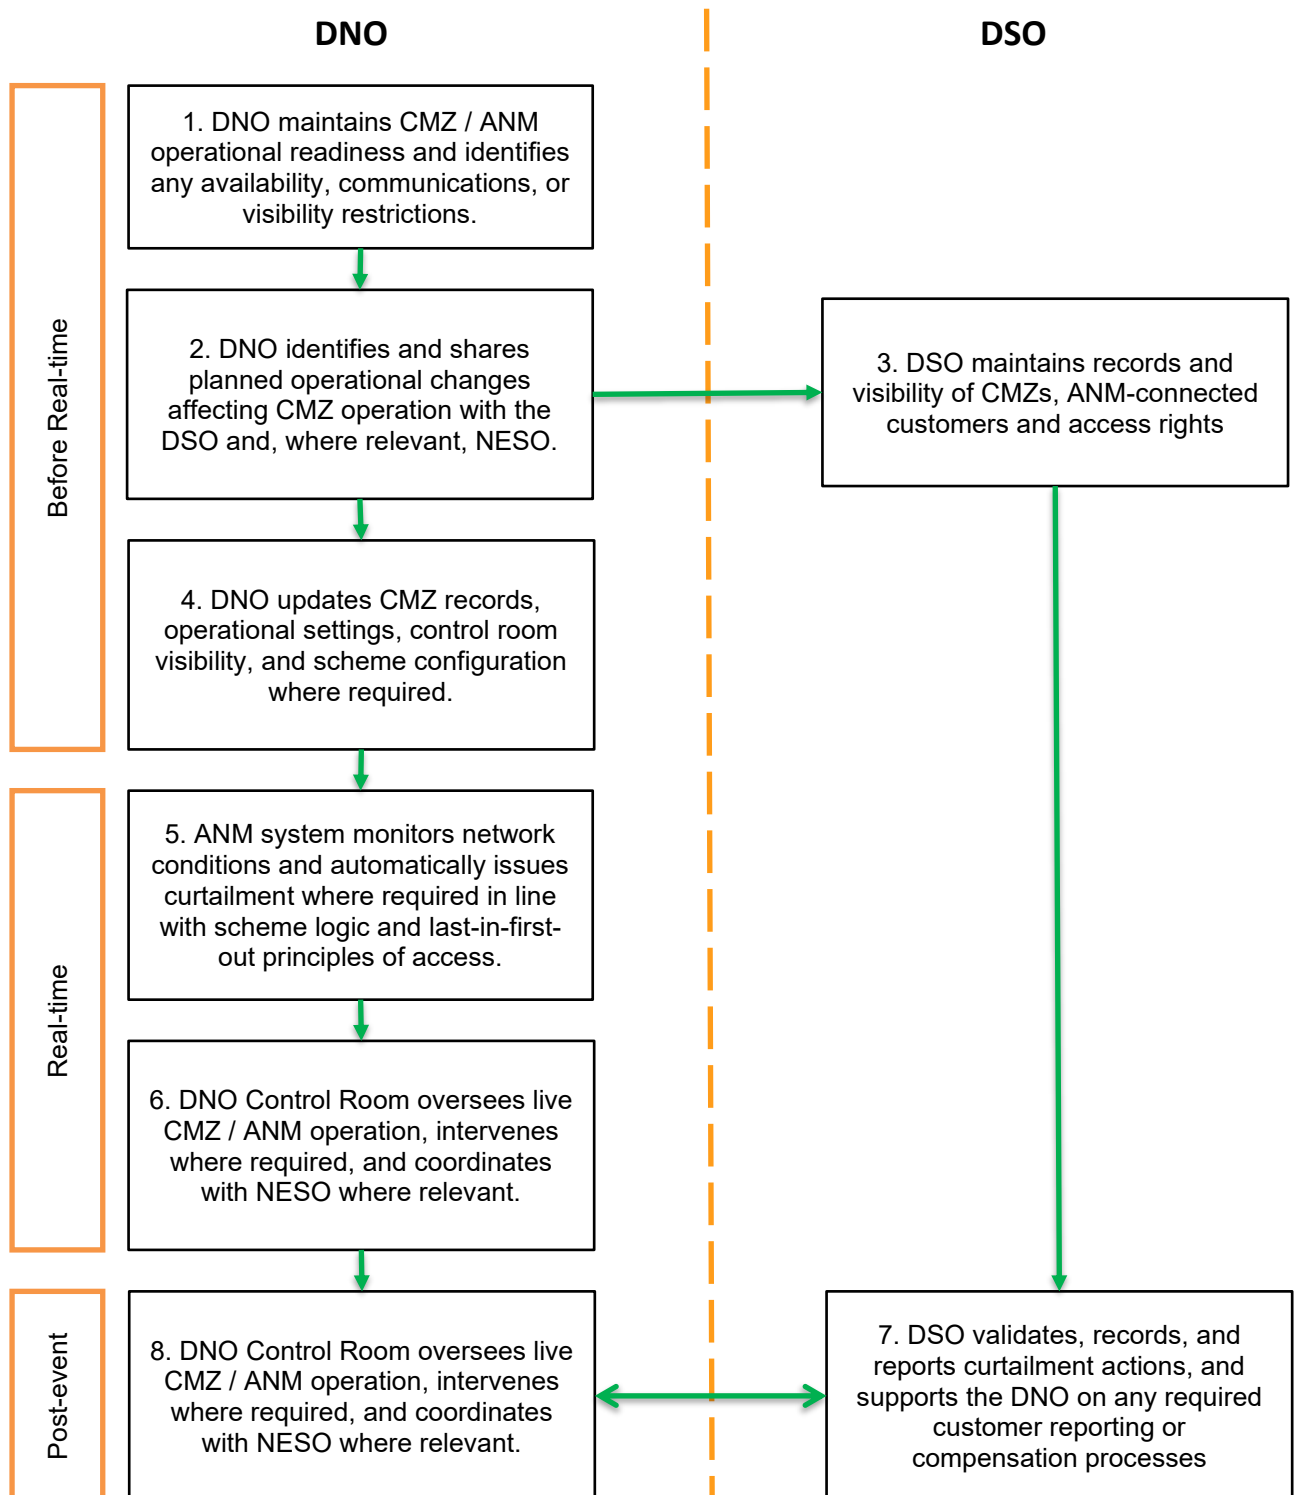 DNO
DSO
Before Real-time
1. DNO maintains CMZ / ANM
operational readiness and identifies
any availability, communications, or
visibility restrictions.
2. DNO identifies and shares
planned operational changes
affecting CMZ operation with the
DSO and, where relevant, NESO.
3. DSO maintains records and
visibility of CMZs, ANM-connected
customers and access rights
4. DNO updates CMZ records,
operational settings, control room
visibility, and scheme configuration
where required.
Real-time
5. ANM system monitors network
conditions and automatically issues
curtailment where required in line
with scheme logic and last-in-first-
out principles of access.
6. DNO Control Room oversees live
CMZ / ANM operation, intervenes
where required, and coordinates
with NESO where relevant.
Post-event
8. DNO Control Room oversees live
CMZ / ANM operation, intervenes
where required, and coordinates
with NESO where relevant.
7. DSO validates, records, and
reports curtailment actions, and
supports the DNO on any required
customer reporting or
compensation processes